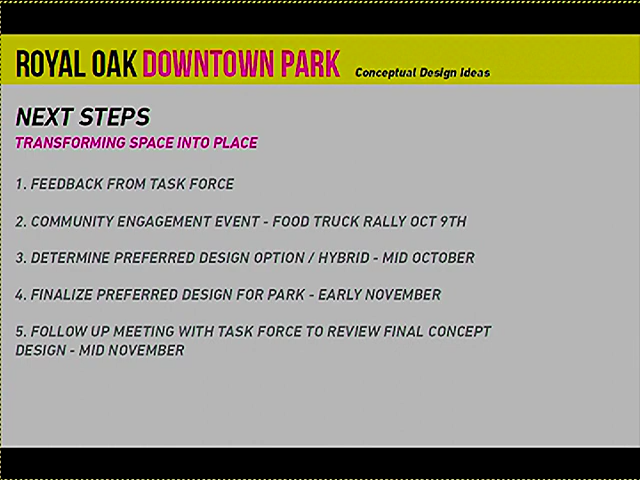 ROYAL OAK DOWNTOWN PARK Conceptual Design Ideas
NEXT STEPS
TRANSFORMING SPACE INTO PLACE
1. FEEDBACK FROM TASK FORCE
2. COMMUNITY ENGAGEMENT EVENT - FOOD TRUCK RALLY OCT 9TH
3. DETERMINE PREFERRED DESIGN OPTION / HYBRID - MID OCTOBER
4. FINALIZE PREFERRED DESIGN FOR PARK - EARLY NOVEMBER
5. FOLLOW UP MEETING WITH TASK FORCE TO REVIEW FINAL CONCEPT
DESIGN - MID NOVEMBER